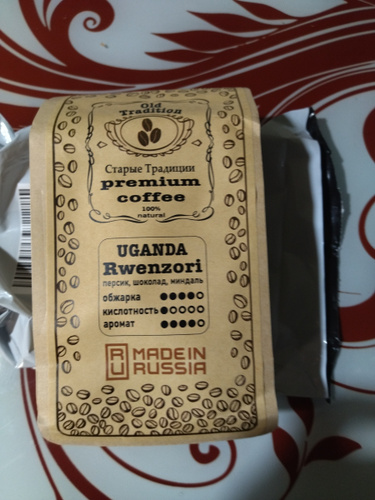 Old
Tradition
Старые Традиции
premium
coffee
100%
natural
UGANDA
Rwenzori
персик, шоколад, миндаль
обжарка
кислотность
аромат
RU MADE IN
RUSSIA